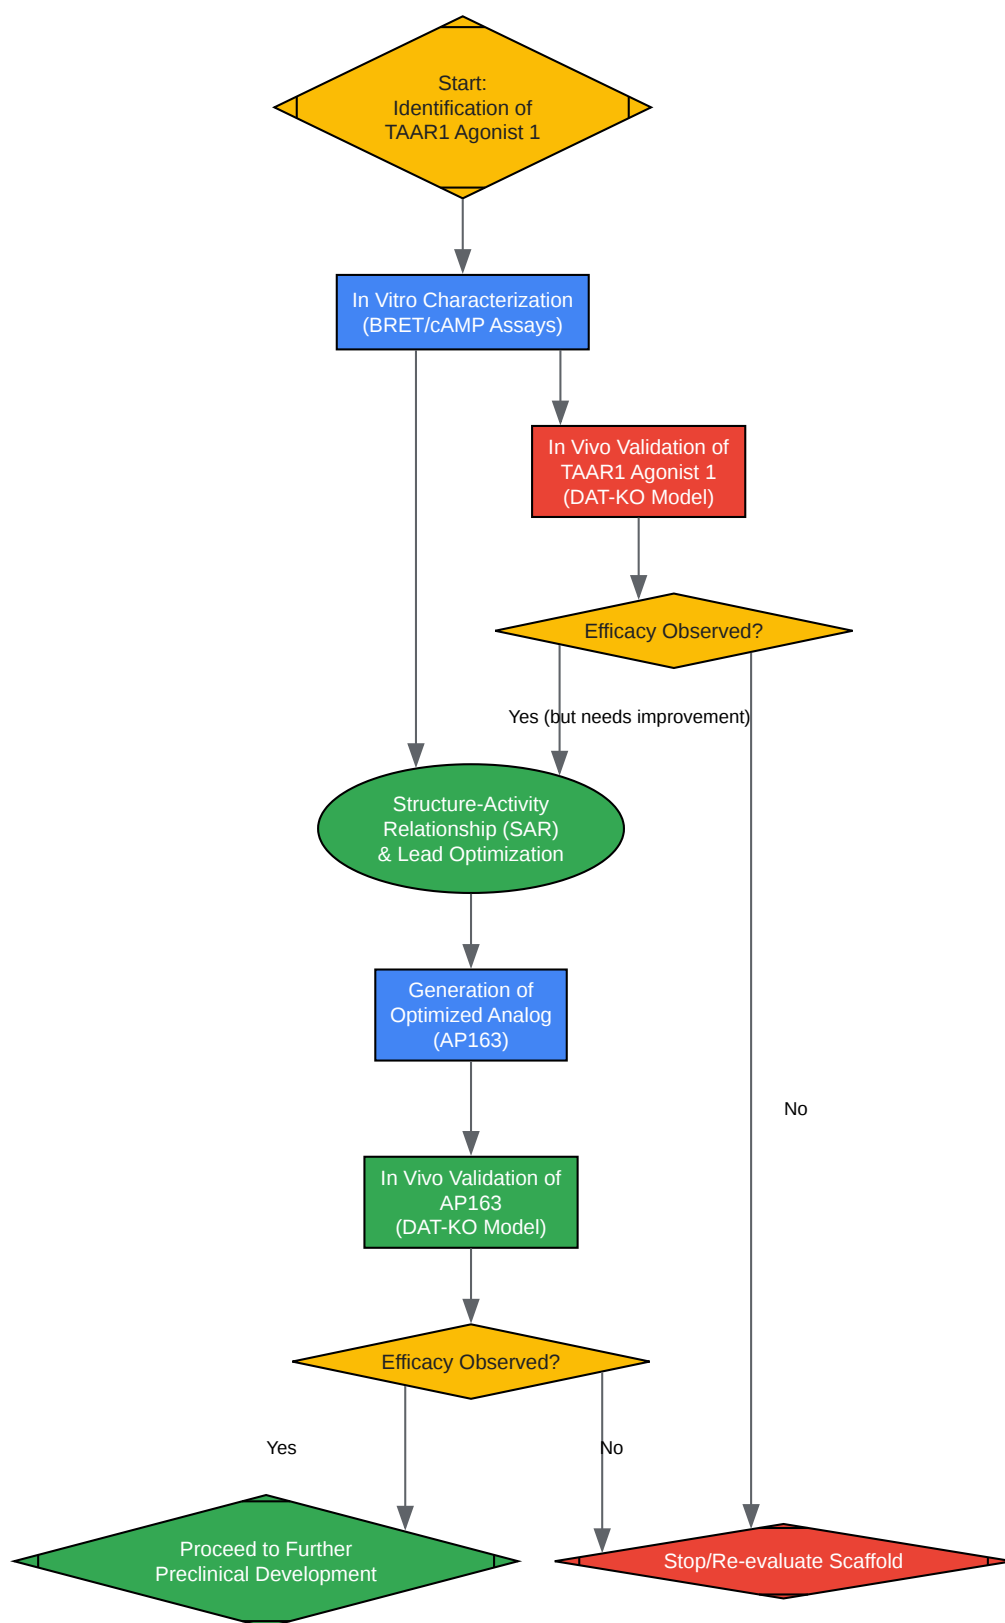 Start:
Identification of
TAAR1 Agonist 1
In Vitro Characterization
(BRET/cAMP Assays)
In Vivo Validation of
TAAR1 Agonist 1
(DAT-KO Model)
Efficacy Observed?
Yes (but needs improvement)
Structure-Activity
Relationship (SAR)
& Lead Optimization
Generation of
Optimized Analog
(AP163)
No
In Vivo Validation of
AP163
(DAT-KO Model)
Efficacy Observed?
Yes
No
Proceed to Further
Preclinical Development
Stop/Re-evaluate Scaffold